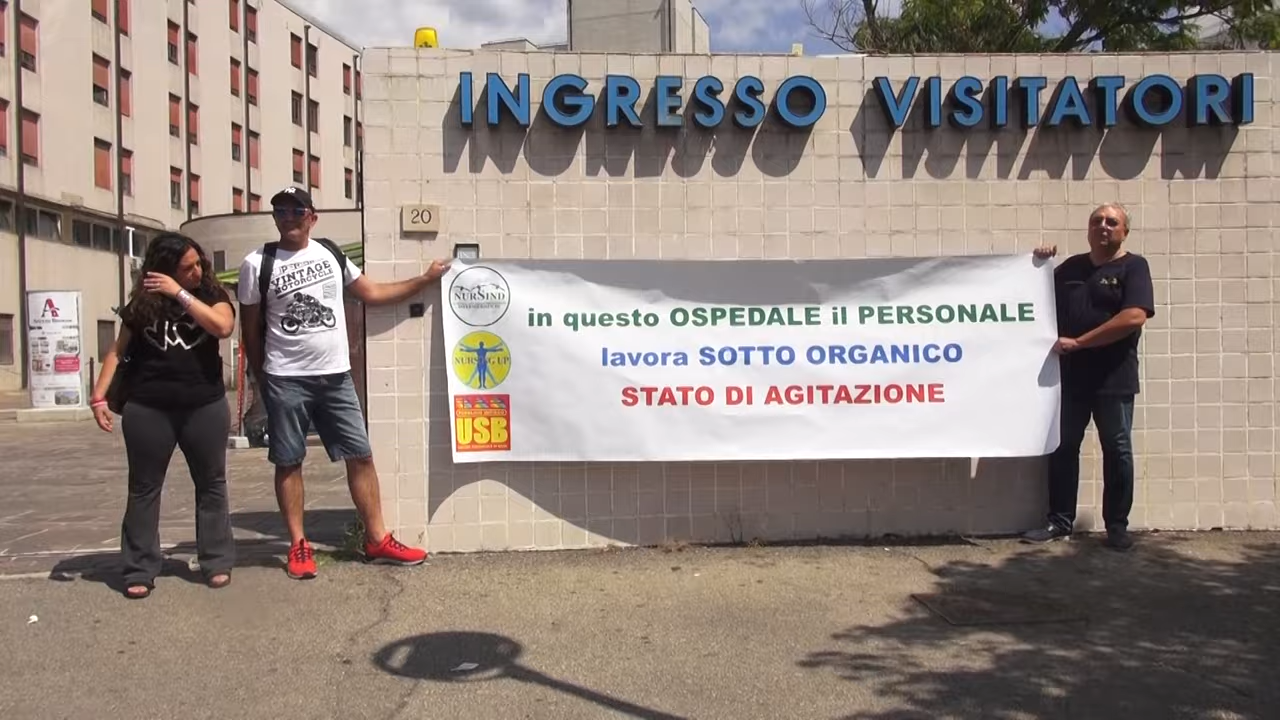 INGRESSO VISITATORI
20
VINTAGE
MOTORCYCLE
NURSIND
in questo OSPEDALE il PERSONALE
lavora SOTTO ORGANICO
STATO DI AGITAZIONE
NURSING UP
USB